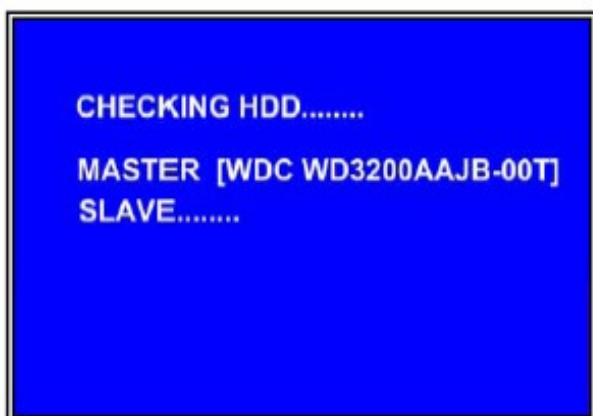 CHECKING HDD........
MASTER [WDC WD3200AAJB-00T]
SLAVE........